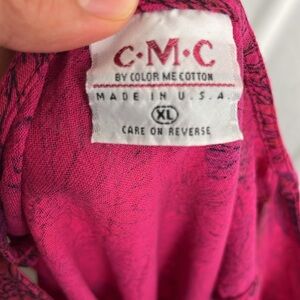 C·M·C
BY COLOR ME COTTON
MADE IN U.S.A.
XL
CARE ON REVERSE